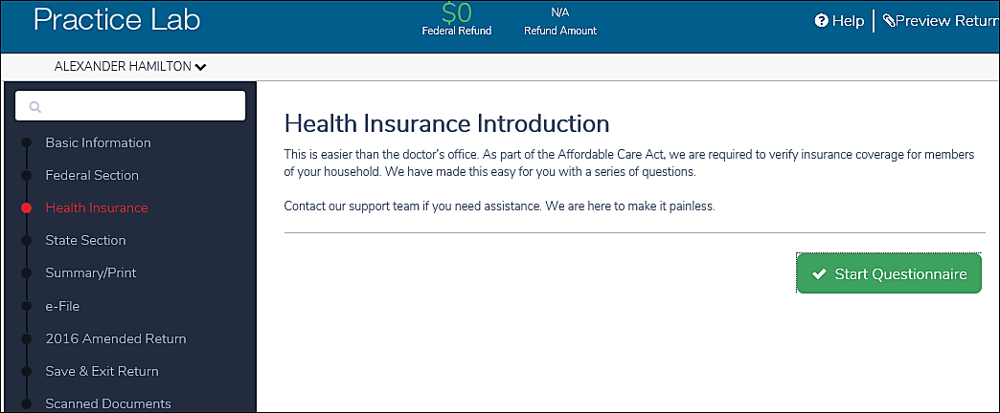 Practice Lab
$0
Federal Refund
N/A
Refund Amount
Help
Preview Return
ALEXANDER HAMILTON
Basic Information
Federal Section
Health Insurance
State Section
Summary/Print
e-File
2016 Amended Return
Save & Exit Return
Scanned Documents
Health Insurance Introduction
This is easier than the doctor's office. As part of the Affordable Care Act, we are required to verify insurance coverage for members
of your household. We have made this easy for you with a series of questions.
Contact our support team if you need assistance. We are here to make it painless.
Start Questionnaire